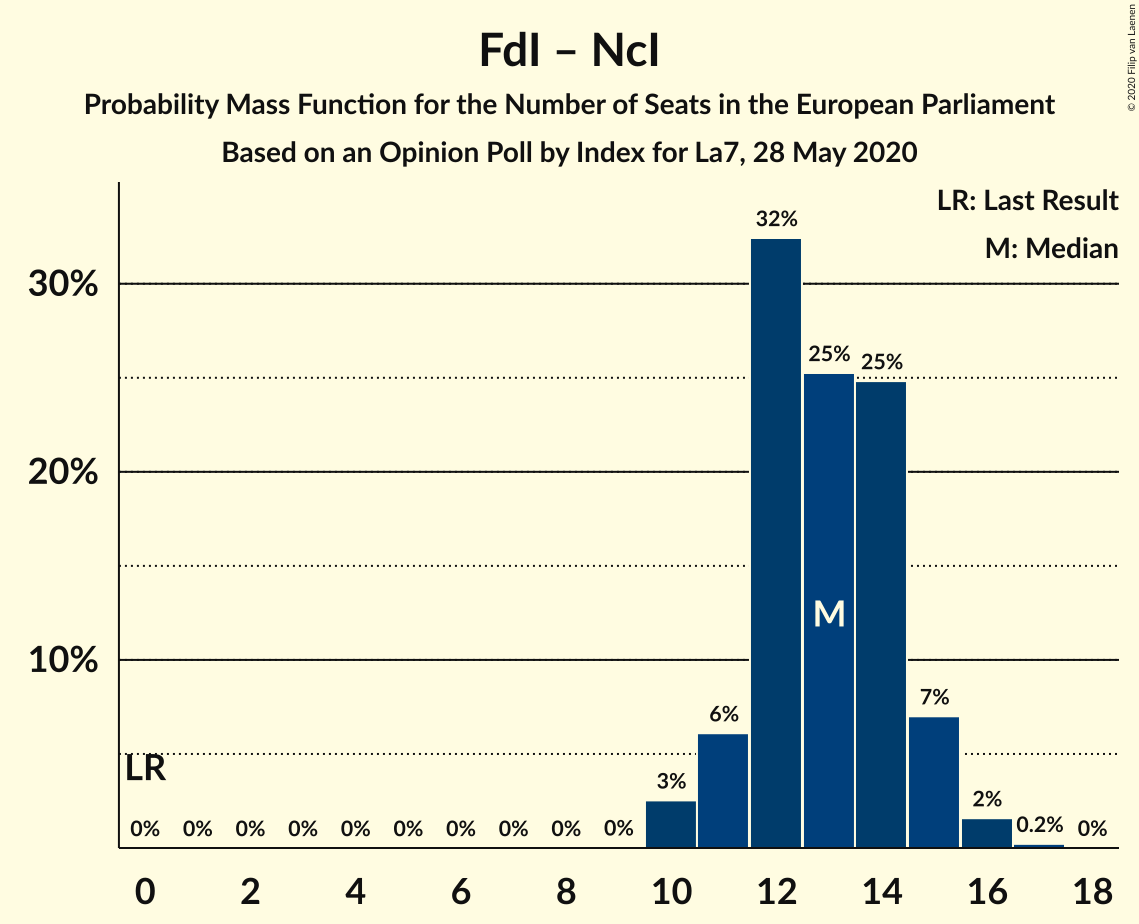 FdI – NcI
Probability Mass Function for the Number of Seats in the European Parliament
Based on an Opinion Poll by Index for La7, 28 May 2020
© 2020 Filip van Laenen
LR: Last Result
M: Median
30%
20%
10%
LR
M
0% 0% 0% 0% 0% 0% 0% 0% 0% 0% 3% 6% 32% 25% 25% 7% 2% 0.2% 0%
0 2 4 6 8 10 12 14 16 18